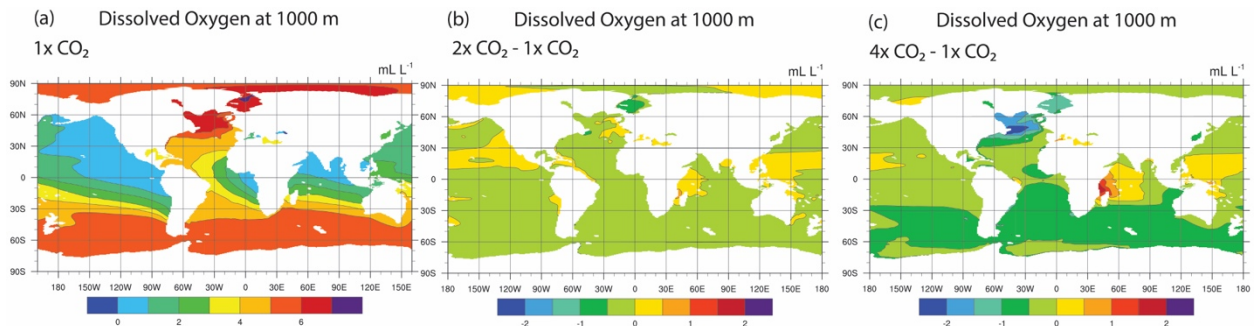 (a) Dissolved Oxygen at 1000 m
1x CO₂
mL L⁻¹
90N
60N
30N
0
30S
60S
90S
180W 150W 120W 90W 60W 30W 0 30E 60E 90E 120E 150E
0 2 4 6
(b) Dissolved Oxygen at 1000 m
2x CO₂ - 1x CO₂
mL L⁻¹
90N
60N
30N
0
30S
60S
90S
180 150W 120W 90W 60W 30W 0 30E 60E 90E 120E 150E 180
-2 -1 0 1 2
(c) Dissolved Oxygen at 1000 m
4x CO₂ - 1x CO₂
mL L⁻¹
90N
60N
30N
0
30S
60S
90S
180 150W 120W 90W 60W 30W 0 30E 60E 90E 120E 150E 180
-2 -1 0 1 2